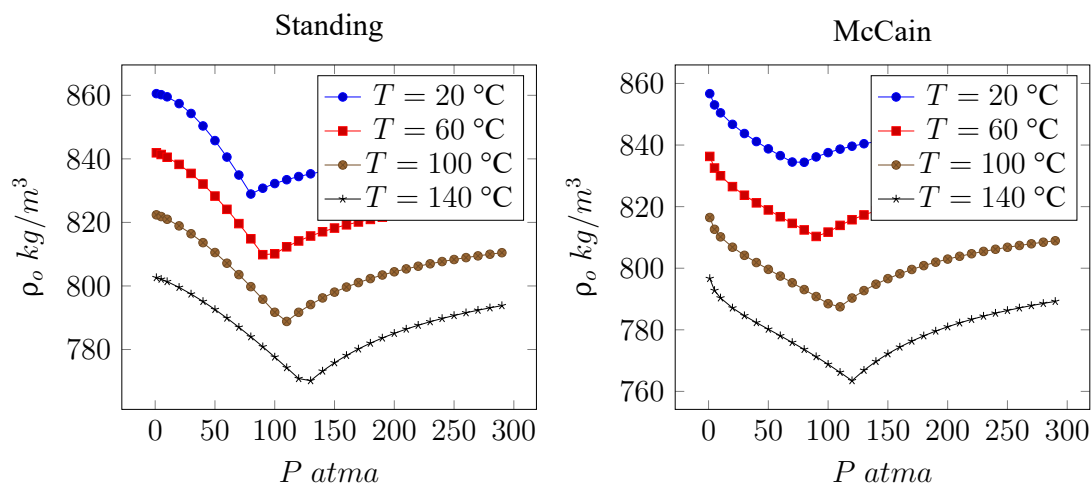 Standing
860
840
820
800
780
ρₒ kg/m³
T = 20 °C
T = 60 °C
T = 100 °C
T = 140 °C
0 50 100 150 200 250 300
P atma
McCain
860
840
820
800
780
760
ρₒ kg/m³
T = 20 °C
T = 60 °C
T = 100 °C
T = 140 °C
0 50 100 150 200 250 300
P atma